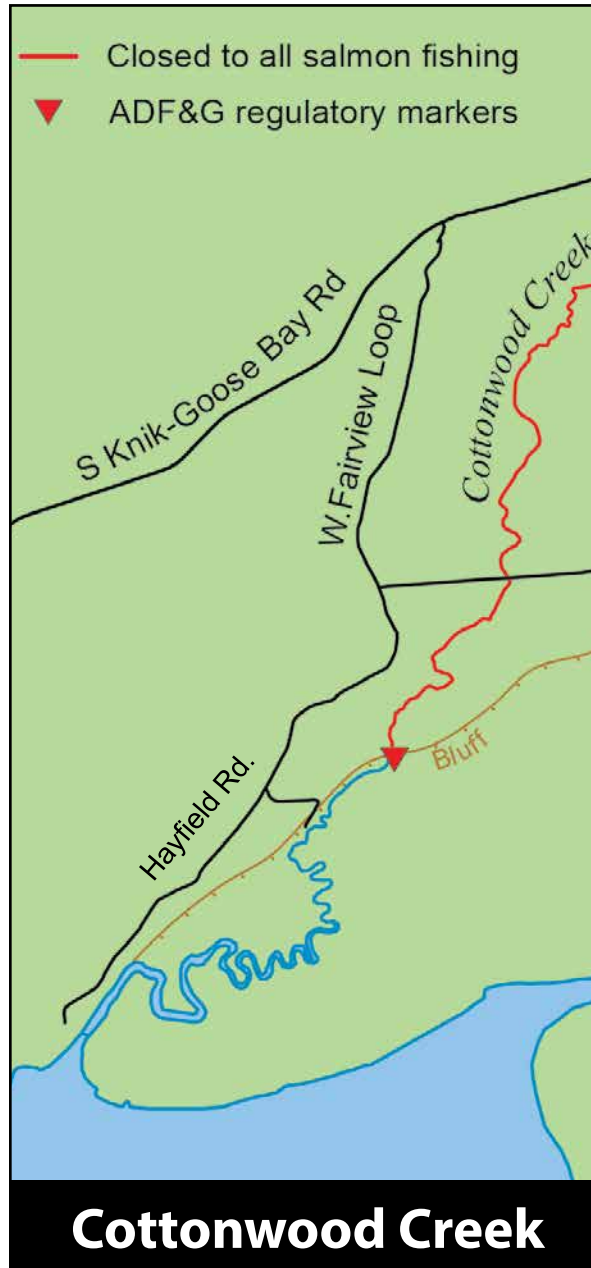 Closed to all salmon fishing
ADF&G regulatory markers
S Knik-Goose Bay Rd
W.Fairview Loop
Cottonwood Creek
Bluff
Hayfield Rd.
Cottonwood Creek